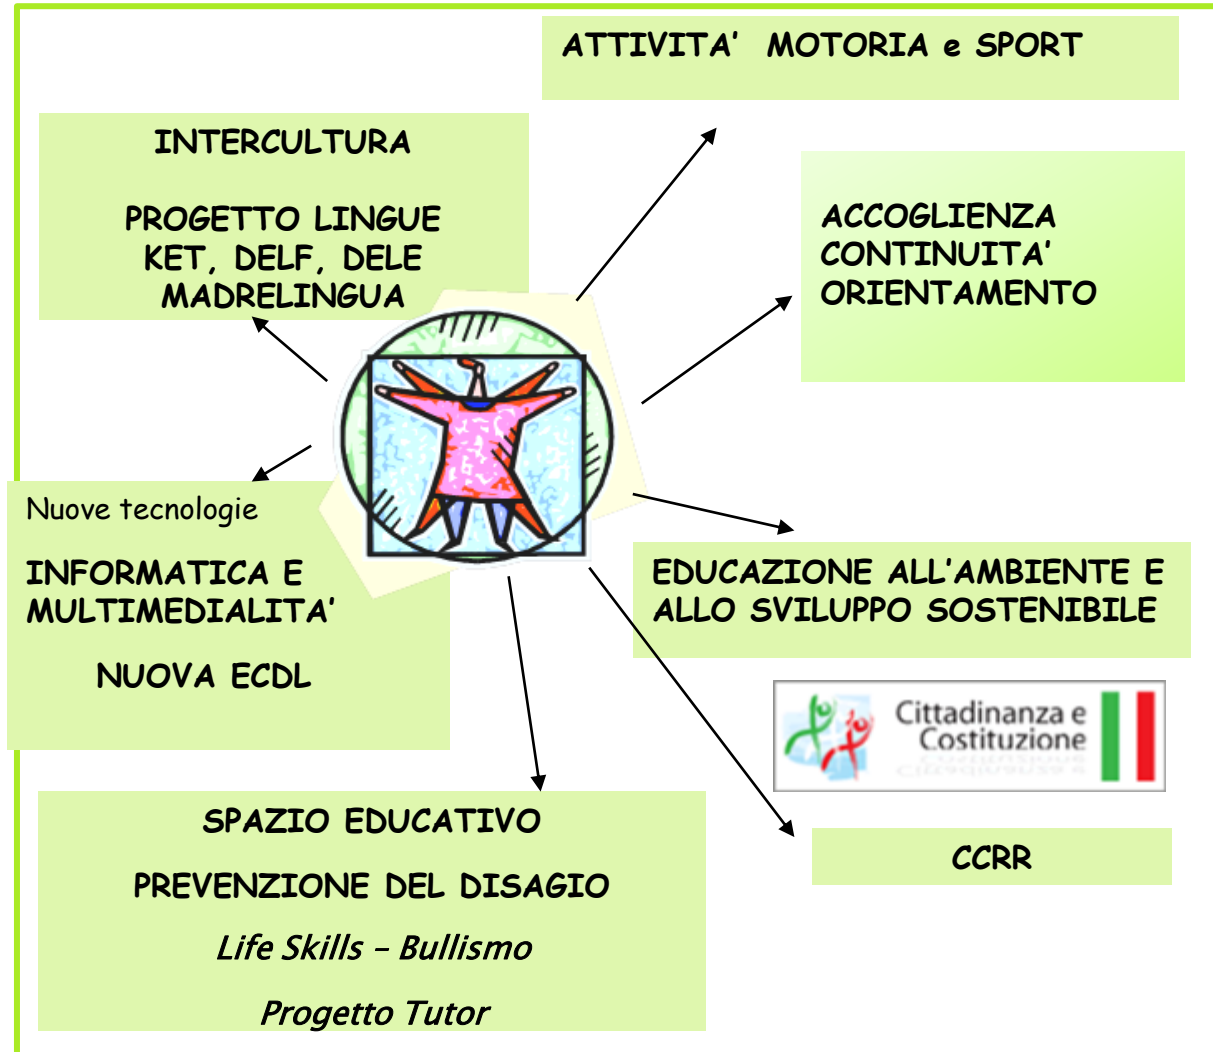 ATTIVITA’ MOTORIA e SPORT
INTERCULTURA
PROGETTO LINGUE
KET, DELF, DELE
MADRELINGUA
ACCOGLIENZA
CONTINUITA’
ORIENTAMENTO
Nuove tecnologie
INFORMATICA E
MULTIMEDIALITA’
NUOVA ECDL
EDUCAZIONE ALL’AMBIENTE E
ALLO SVILUPPO SOSTENIBILE
Cittadinanza e
Costituzione
CCRR
SPAZIO EDUCATIVO
PREVENZIONE DEL DISAGIO
Life Skills – Bullismo
Progetto Tutor